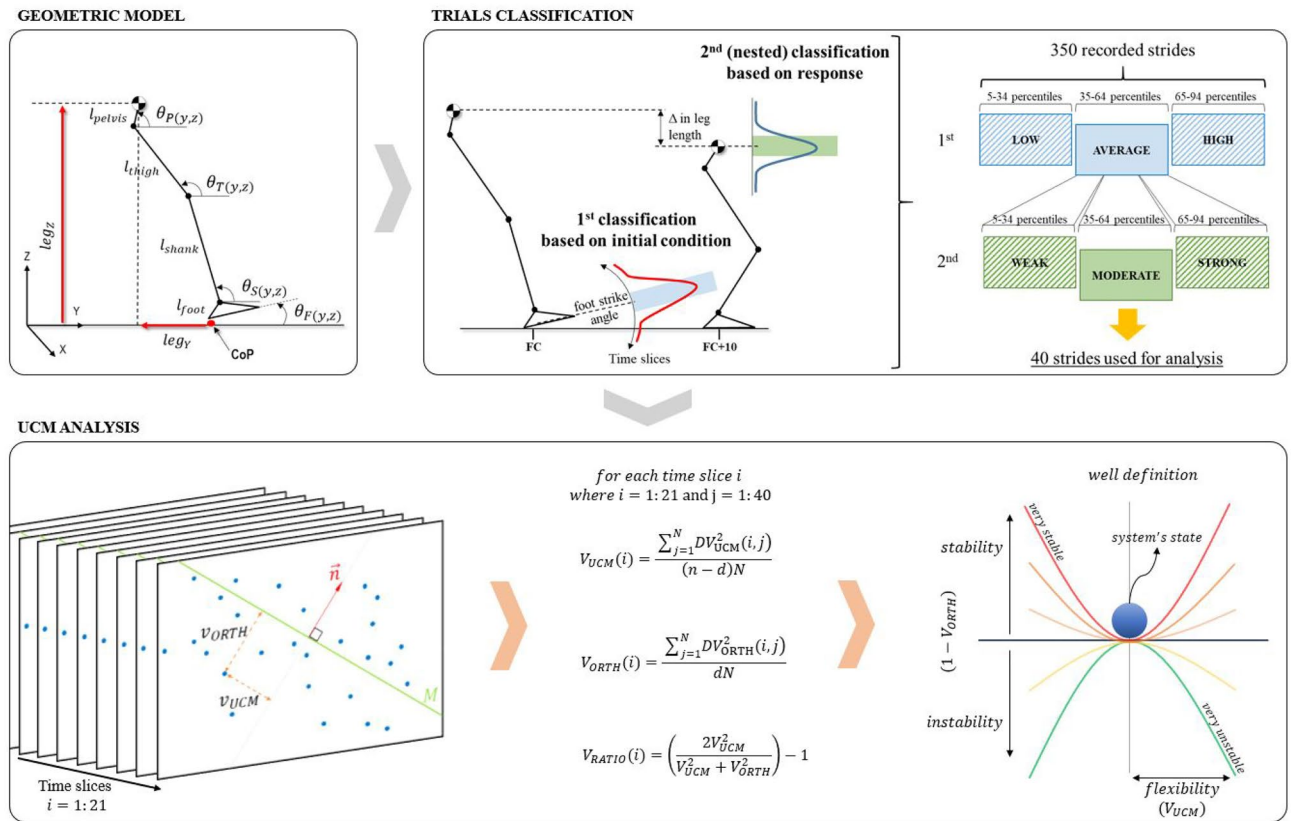 GEOMETRIC MODEL
l_pelvis
θ_P(y,z)
l_thigh
θ_T(y,z)
leg_Z
l_shank
Z
θ_S(y,z)
l_foot
θ_F(y,z)
Y
leg_Y
X
CoP
TRIALS CLASSIFICATION
2nd (nested) classification
based on response
Δ in leg
length
1st classification
based on initial condition
foot strike
angle
FC
FC+10
Time slices
350 recorded strides
5-34 percentiles
35-64 percentiles
65-94 percentiles
1st
LOW
AVERAGE
HIGH
5-34 percentiles
35-64 percentiles
65-94 percentiles
2nd
WEAK
MODERATE
STRONG
40 strides used for analysis
UCM ANALYSIS
n⃗
v_ORTH
v_UCM
M
Time slices
i = 1:21
for each time slice i
where i = 1:21 and j = 1:40
V_UCM(i) = ∑_{j=1}^{N} DV²_UCM(i,j) / (n − d)N
V_ORTH(i) = ∑_{j=1}^{N} DV²_ORTH(i,j) / dN
V_RATIO(i) = (2V²_UCM / V²_UCM + V²_ORTH) − 1
well definition
very stable
system's state
stability
(1 − V_ORTH)
instability
very unstable
flexibility
(V_UCM)